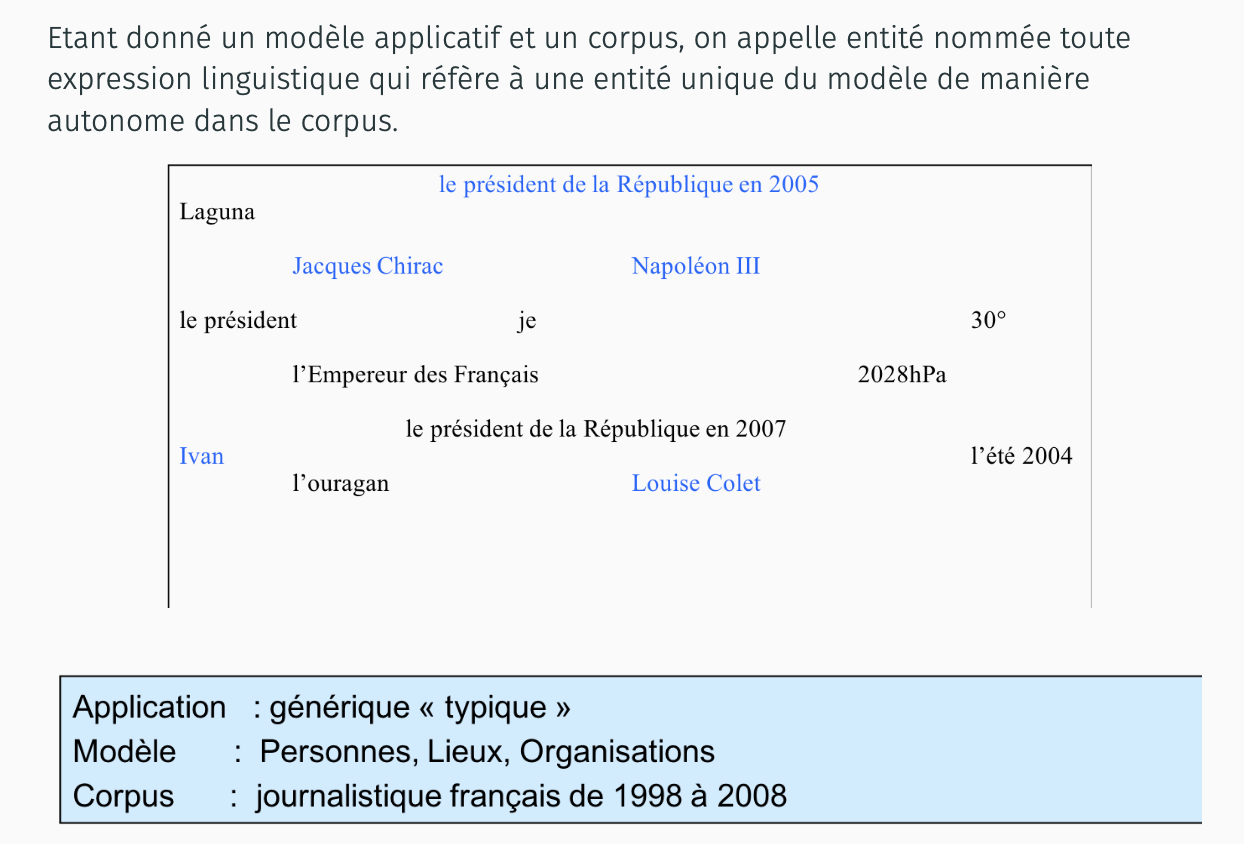 Etant donné un modèle applicatif et un corpus, on appelle entité nommée toute
expression linguistique qui réfère à une entité unique du modèle de manière
autonome dans le corpus.
le président de la République en 2005
Laguna
Jacques Chirac Napoléon III
le président je 30°
l'Empereur des Français 2028hPa
le président de la République en 2007
Ivan l'été 2004
l'ouragan Louise Colet
Application : générique « typique »
Modèle : Personnes, Lieux, Organisations
Corpus : journalistique français de 1998 à 2008